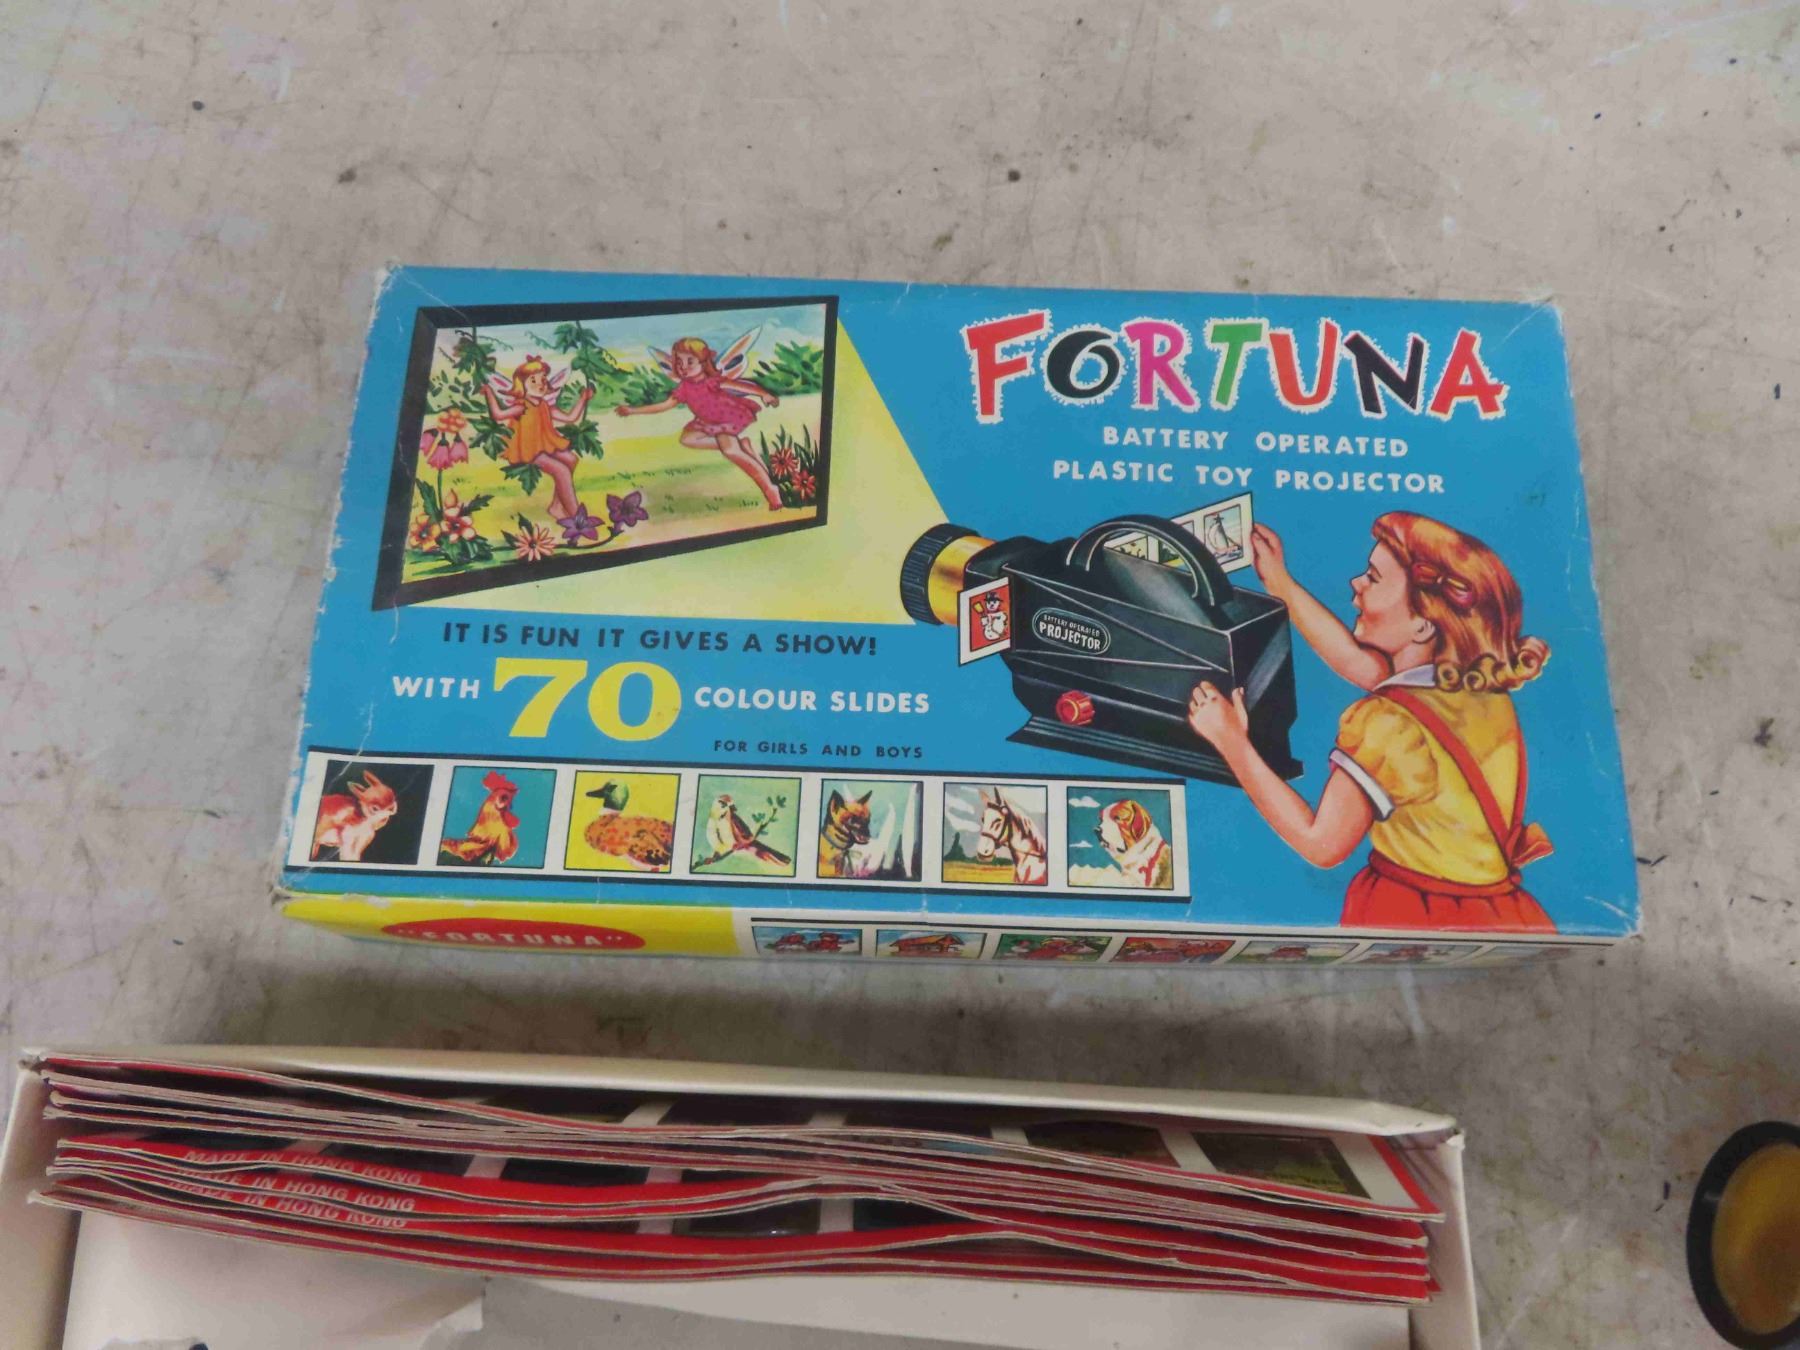 FORTUNA
BATTERY OPERATED
PLASTIC TOY PROJECTOR
BATTERY OPERATED
PROJECTOR
IT IS FUN IT GIVES A SHOW!
WITH 70 COLOUR SLIDES
FOR GIRLS AND BOYS
"FORTUNA"
MADE IN HONG KONG
MADE IN HONG KONG
MADE IN HONG KONG